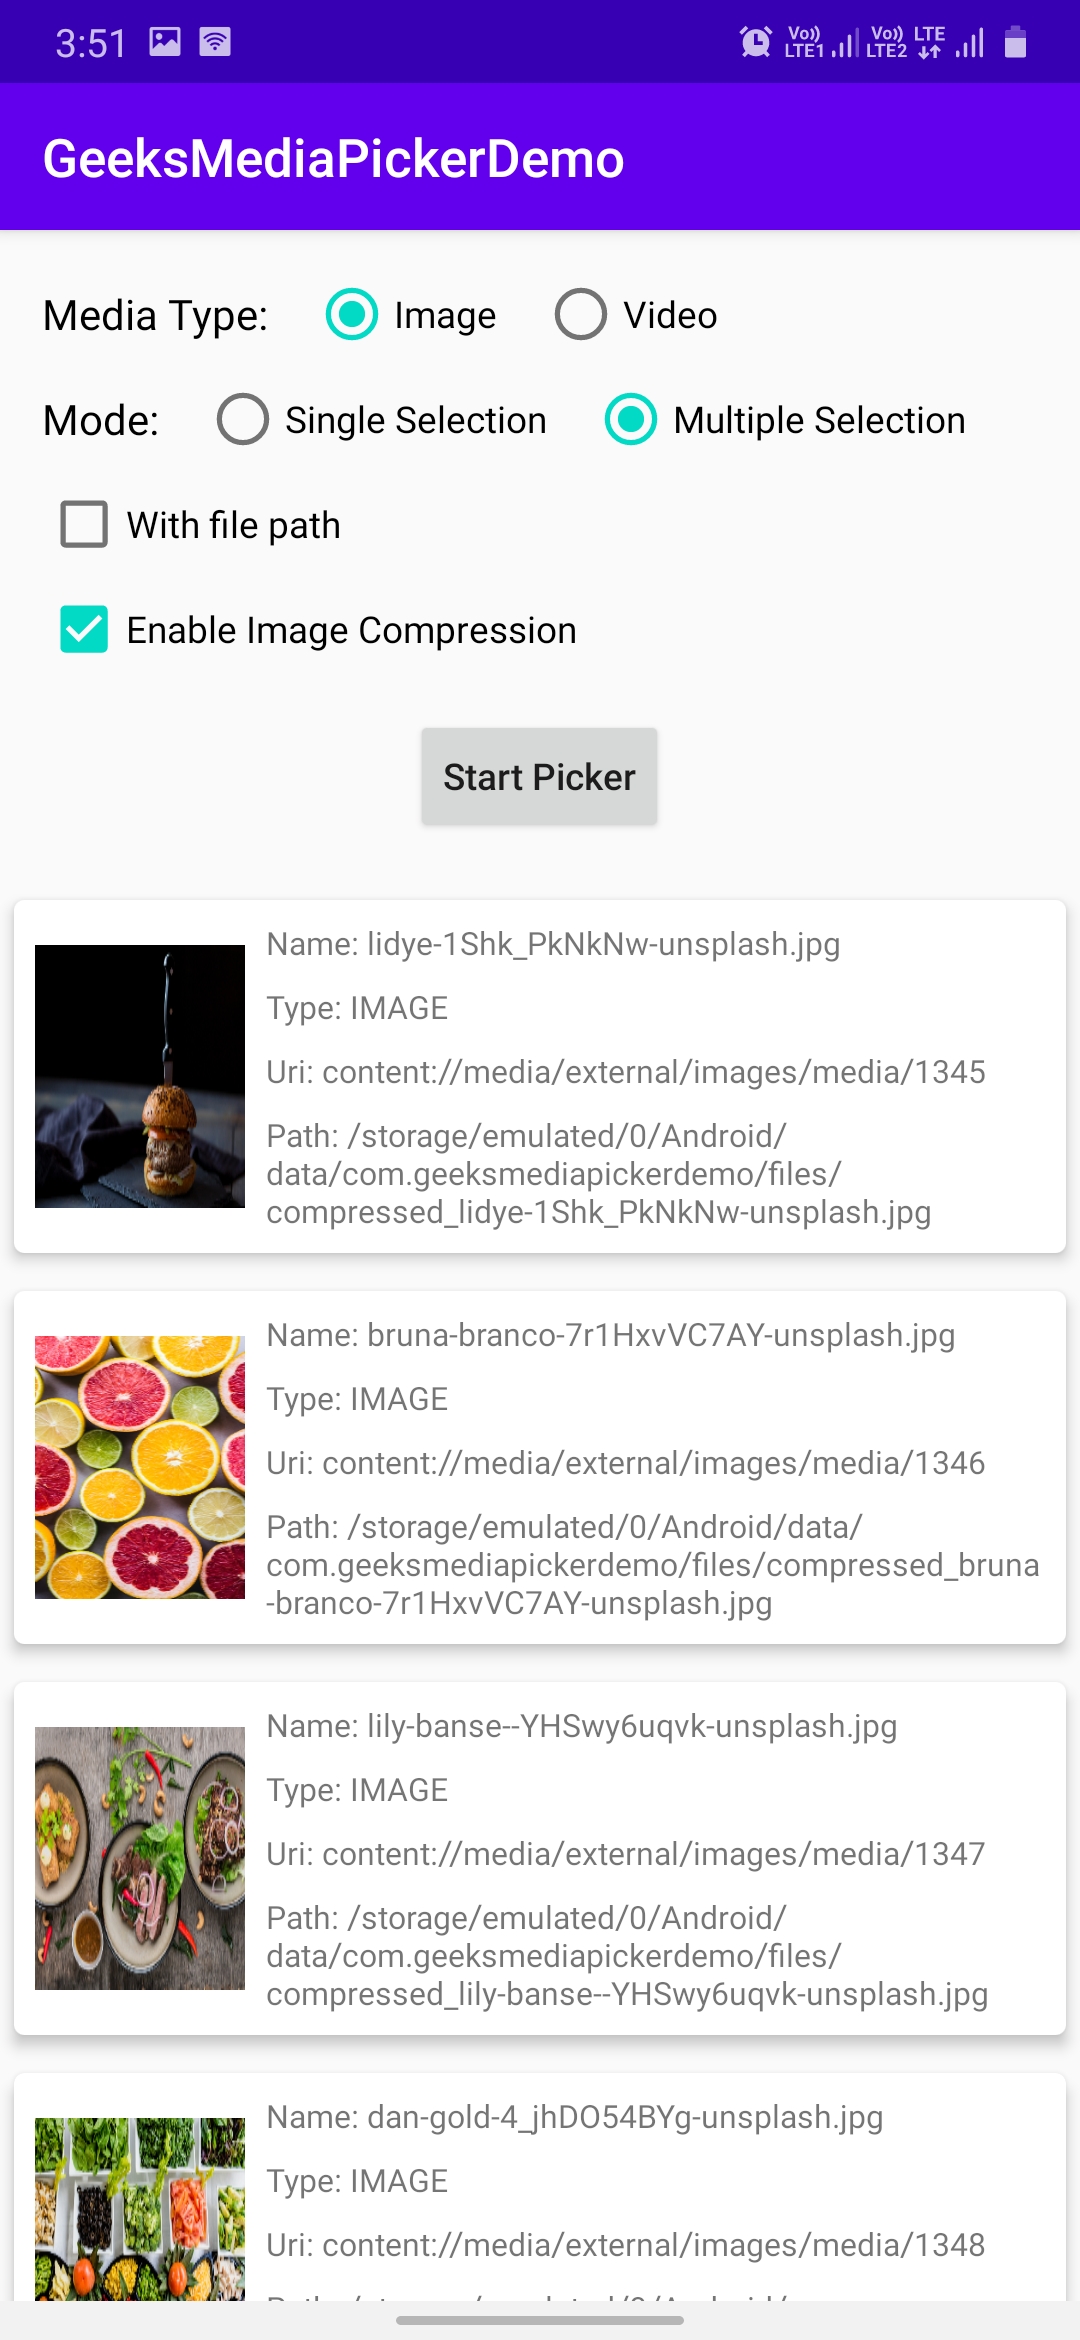 3:51
Vo)) LTE1 Vo)) LTE2 LTE
GeeksMediaPickerDemo
Media Type: Image Video
Mode: Single Selection Multiple Selection
With file path
Enable Image Compression
Start Picker
Name: lidye-1Shk_PkNkNw-unsplash.jpg
Type: IMAGE
Uri: content://media/external/images/media/1345
Path: /storage/emulated/0/Android/
data/com.geeksmediapickerdemo/files/
compressed_lidye-1Shk_PkNkNw-unsplash.jpg
Name: bruna-branco-7r1HxvVC7AY-unsplash.jpg
Type: IMAGE
Uri: content://media/external/images/media/1346
Path: /storage/emulated/0/Android/data/
com.geeksmediapickerdemo/files/compressed_bruna
-branco-7r1HxvVC7AY-unsplash.jpg
Name: lily-banse--YHSwy6uqvk-unsplash.jpg
Type: IMAGE
Uri: content://media/external/images/media/1347
Path: /storage/emulated/0/Android/
data/com.geeksmediapickerdemo/files/
compressed_lily-banse--YHSwy6uqvk-unsplash.jpg
Name: dan-gold-4_jhDO54BYg-unsplash.jpg
Type: IMAGE
Uri: content://media/external/images/media/1348